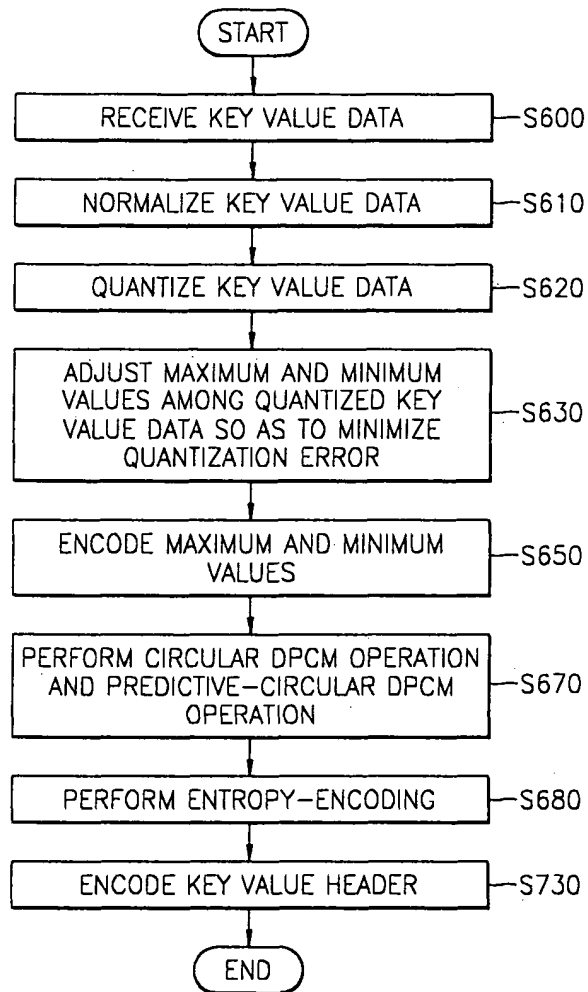 START
RECEIVE KEY VALUE DATA
S600
NORMALIZE KEY VALUE DATA
S610
QUANTIZE KEY VALUE DATA
S620
ADJUST MAXIMUM AND MINIMUM
VALUES AMONG QUANTIZED KEY
VALUE DATA SO AS TO MINIMIZE
QUANTIZATION ERROR
S630
ENCODE MAXIMUM AND MINIMUM
VALUES
S650
PERFORM CIRCULAR DPCM OPERATION
AND PREDICTIVE-CIRCULAR DPCM
OPERATION
S670
PERFORM ENTROPY-ENCODING
S680
ENCODE KEY VALUE HEADER
S730
END